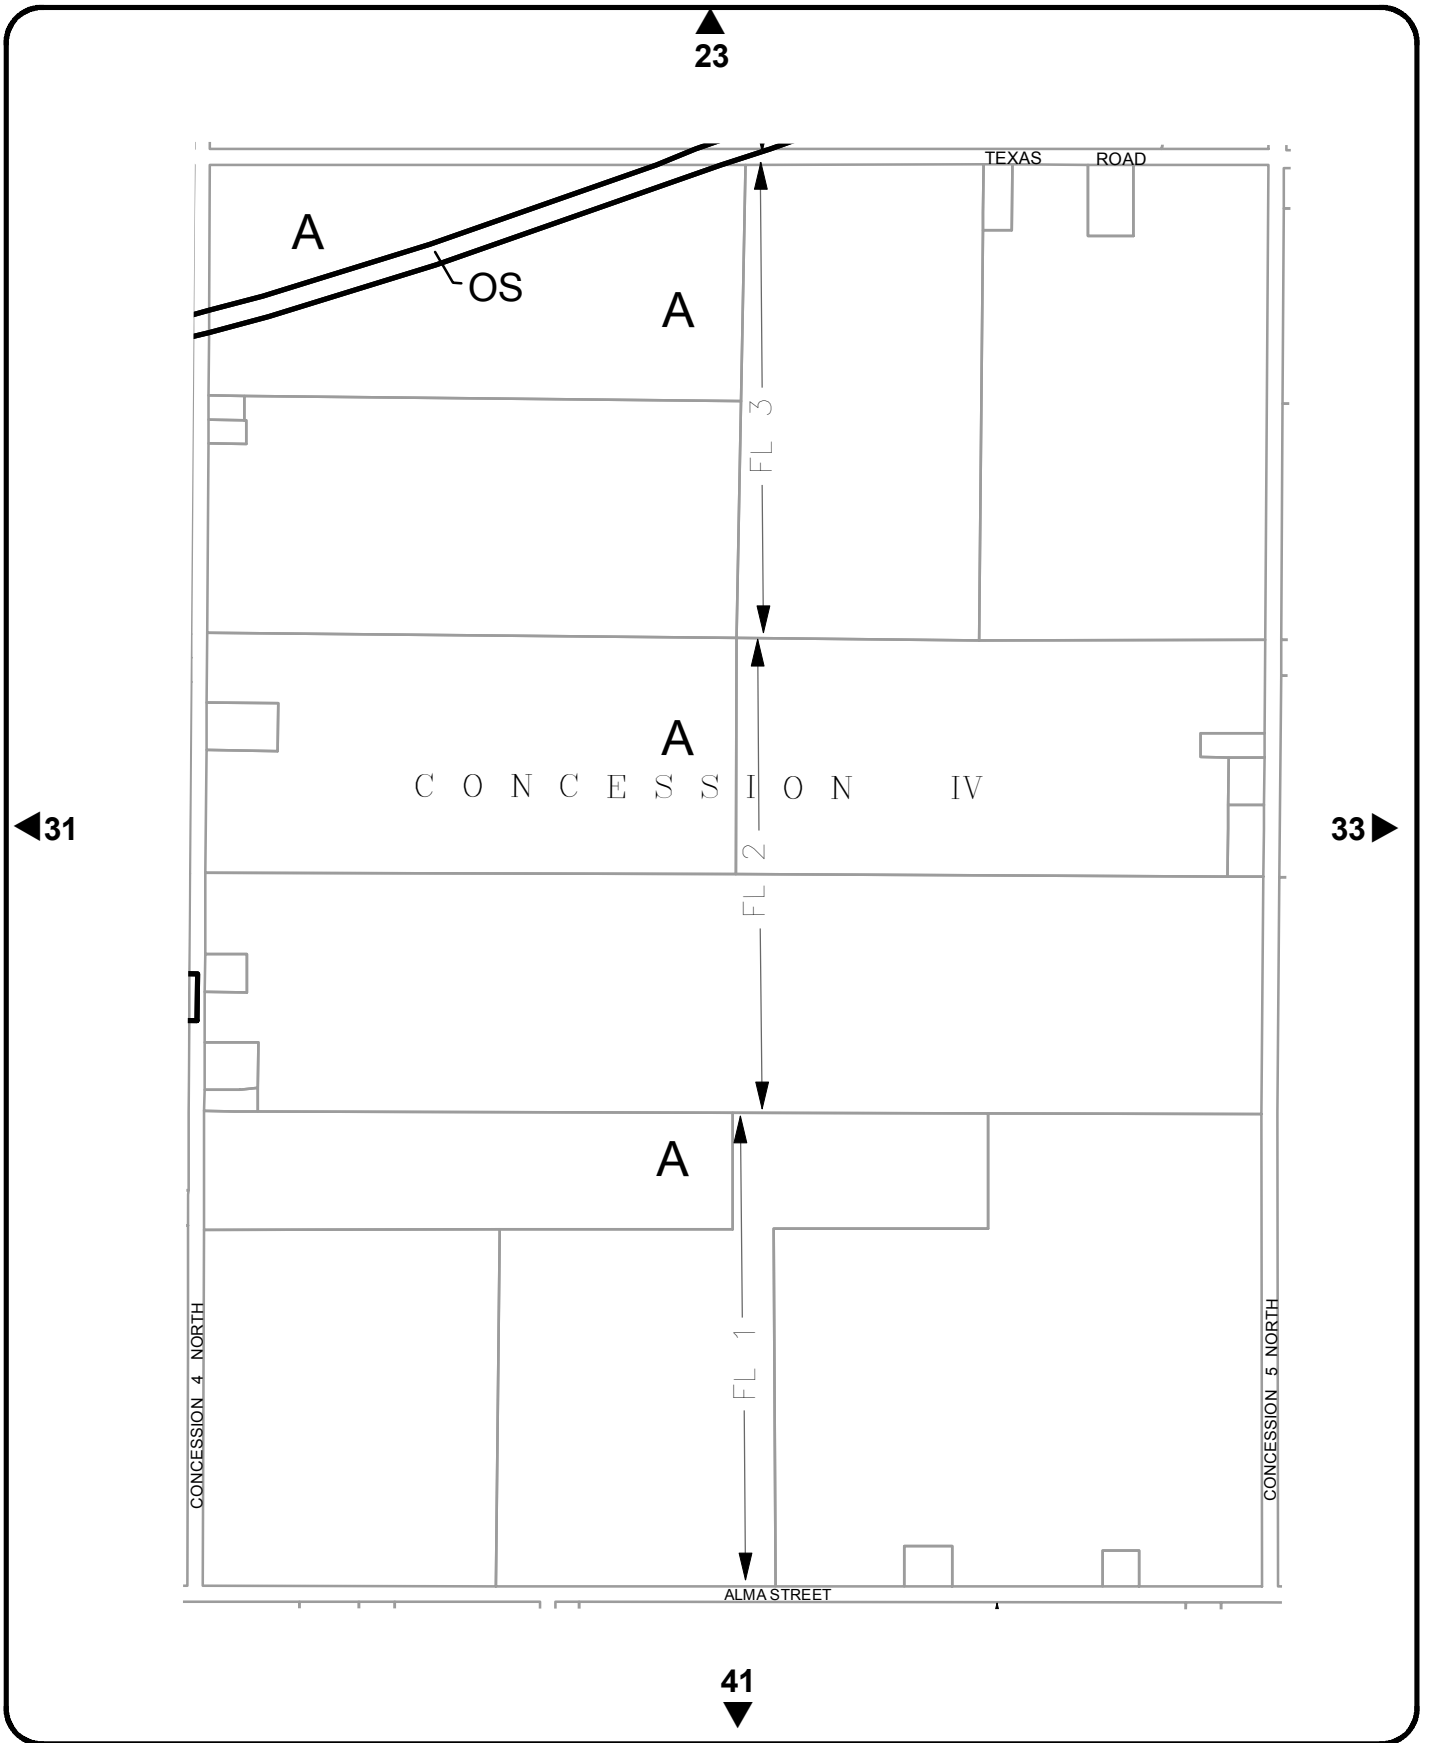 23
TEXAS ROAD
A
OS
A
FL 3
A
CONCESSION IV
31
33
FL 2
A
FL 1
CONCESSION 4 NORTH
CONCESSION 5 NORTH
ALMA STREET
41